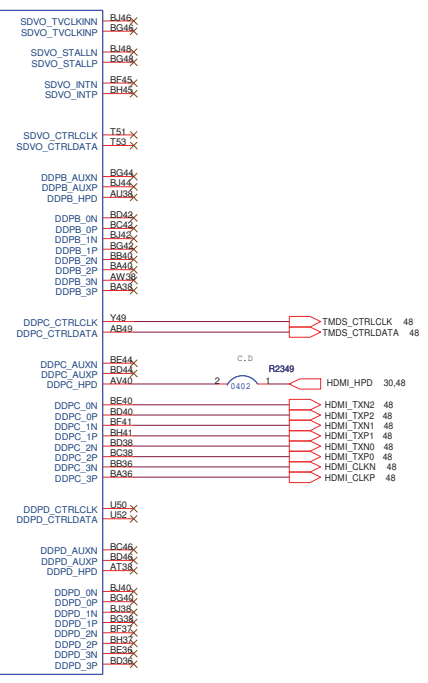 SDVO_TVCLKINN BJ46
SDVO_TVCLKINP BG46
SDVO_STALLN BJ48
SDVO_STALLP BG48
SDVO_INTN BF45
SDVO_INTP BH45
SDVO_CTRLCLK T51
SDVO_CTRLDATA T53
DDPB_AUXN BG44
DDPB_AUXP BJ44
DDPB_HPD AU38
DDPB_0N BD42
DDPB_0P BC42
DDPB_1N BJ42
DDPB_1P BG42
DDPB_2N BB40
DDPB_2P BA40
DDPB_3N AW38
DDPB_3P BA38
DDPC_CTRLCLK Y49 TMDS_CTRLCLK 48
DDPC_CTRLDATA AB49 TMDS_CTRLDATA 48
C.D
DDPC_AUXN BE44 R2349
DDPC_AUXP BD44
DDPC_HPD AV40 2 0402 1 HDMI_HPD 30,48
DDPC_0N BE40 HDMI_TXN2 48
DDPC_0P BD40 HDMI_TXP2 48
DDPC_1N BF41 HDMI_TXN1 48
DDPC_1P BH41 HDMI_TXP1 48
DDPC_2N BD38 HDMI_TXN0 48
DDPC_2P BC38 HDMI_TXP0 48
DDPC_3N BB36 HDMI_CLKN 48
DDPC_3P BA36 HDMI_CLKP 48
DDPD_CTRLCLK U50
DDPD_CTRLDATA U52
DDPD_AUXN BC46
DDPD_AUXP BD46
DDPD_HPD AT38
DDPD_0N BJ40
DDPD_0P BG40
DDPD_1N BJ38
DDPD_1P BG38
DDPD_2N BF37
DDPD_2P BH37
DDPD_3N BE36
DDPD_3P BD36